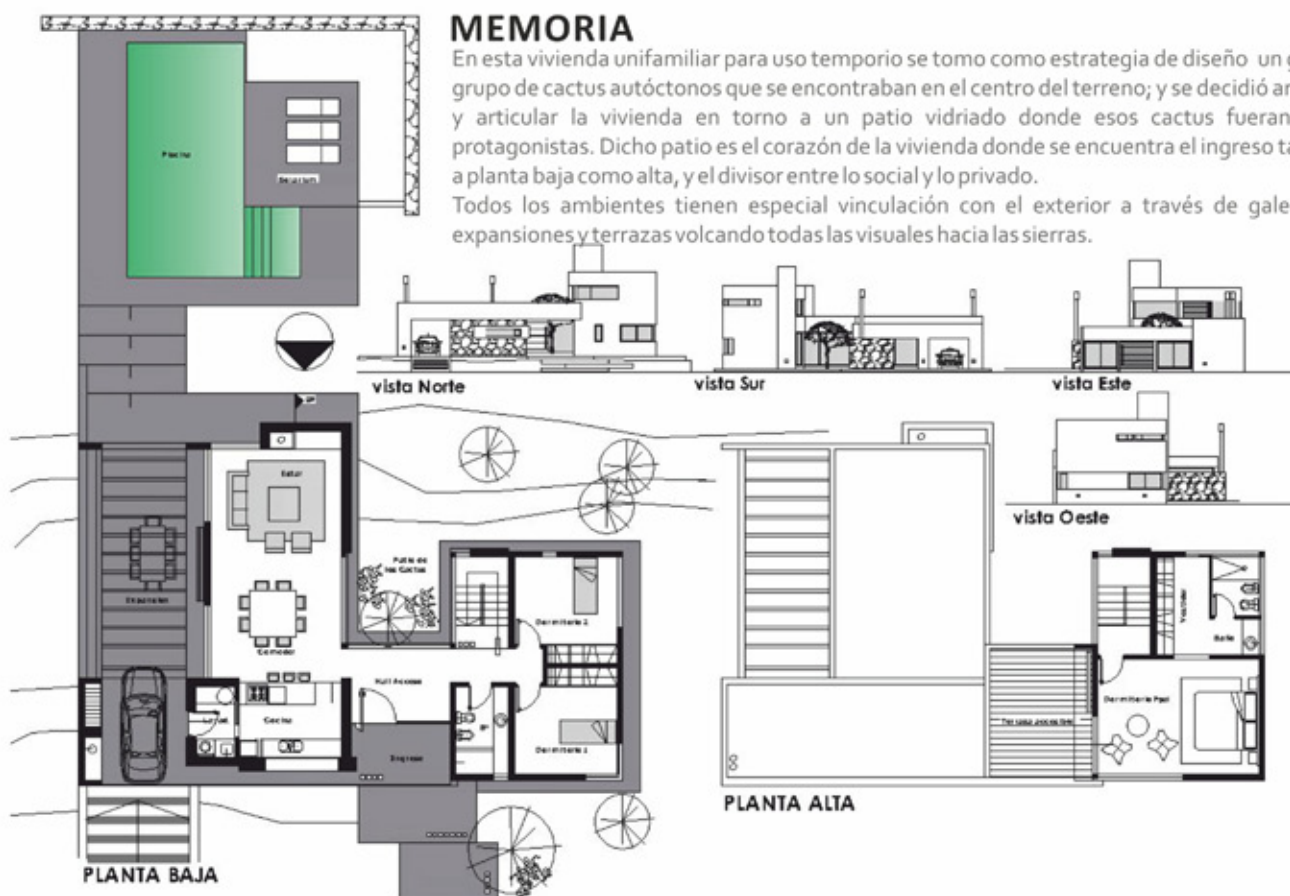 MEMORIA
En esta vivienda unifamiliar para uso temporio se tomo como estrategia de diseño un
grupo de cactus autóctonos que se encontraban en el centro del terreno; y se decidió
y articular la vivienda en torno a un patio vidriado donde esos cactus fueran
protagonistas. Dicho patio es el corazón de la vivienda donde se encuentra el ingreso
a planta baja como alta, y el divisor entre lo social y lo privado.
Todos los ambientes tienen especial vinculación con el exterior a través de
expansiones y terrazas volcando todas las visuales hacia las sierras.
Piscina
Solarium
vista Norte
vista Sur
vista Este
vista Oeste
Estar
Patio de
los Cactus
Expansion
Comedor
Dormitorio 2
Hall Acceso
Cocina
Ingreso
Dormitorio 1
PLANTA BAJA
Vestidor
Baño
Dormitorio Ppal
Terraza accesible
PLANTA ALTA